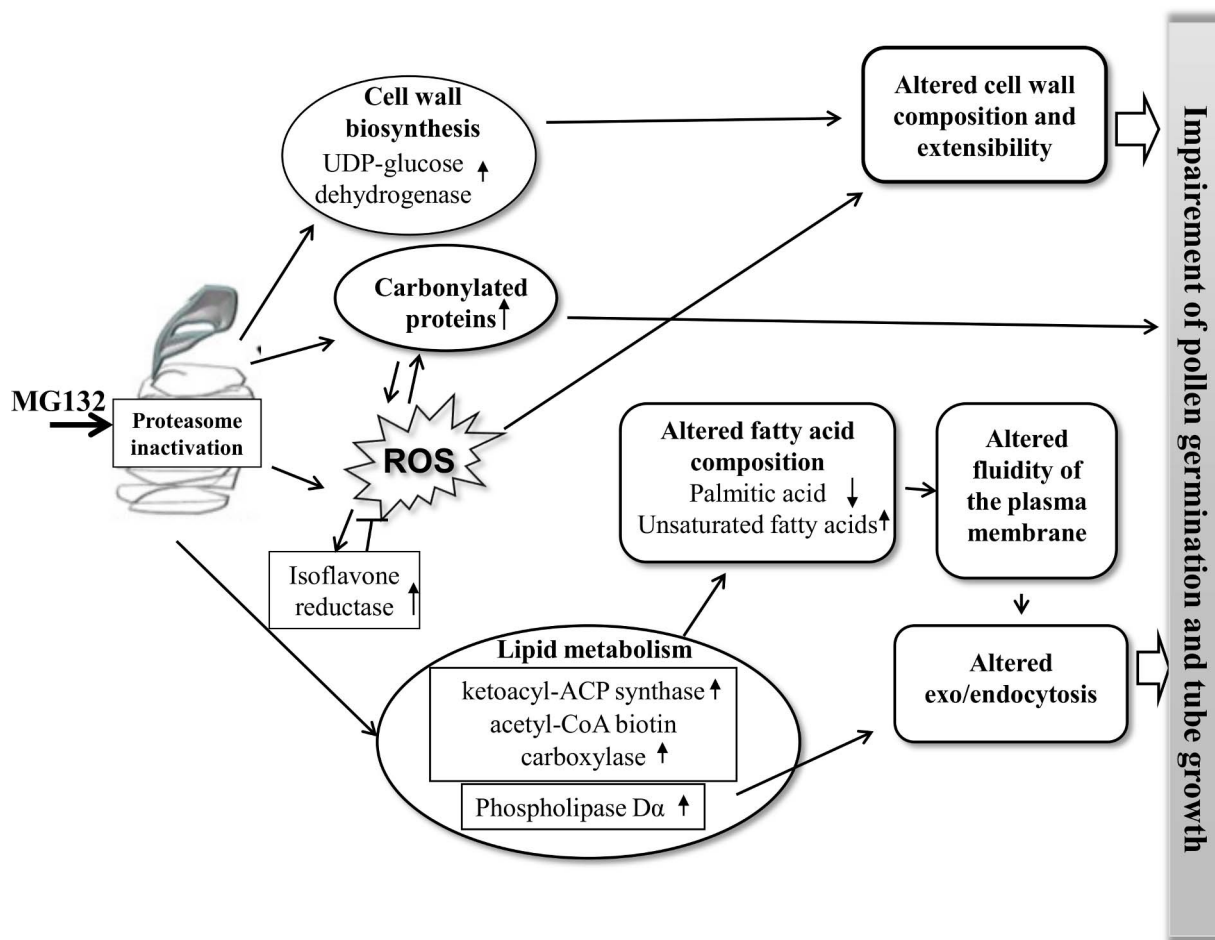 Cell wall
biosynthesis
UDP-glucose
dehydrogenase
Altered cell wall
composition and
extensibility
Carbonylated
proteins
MG132
Proteasome
inactivation
ROS
Isoflavone
reductase
Altered fatty acid
composition
Palmitic acid
Unsaturated fatty acids
Altered
fluidity of
the plasma
membrane
Lipid metabolism
ketoacyl-ACP synthase
acetyl-CoA biotin
carboxylase
Phospholipase Dα
Altered
exo/endocytosis
Impairement of pollen germination and tube growth